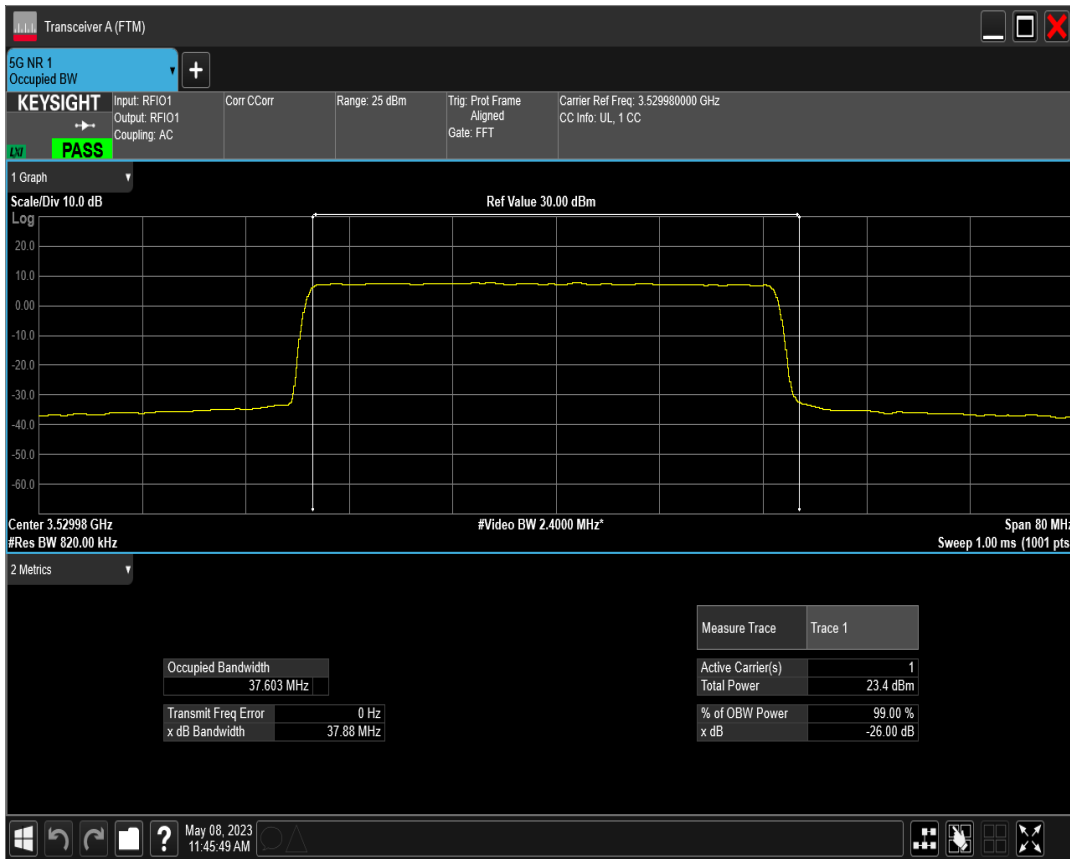 Transceiver A (FTM)
5G NR 1
Occupied BW
+
KEYSIGHT
LXI
PASS
Input: RFIO1
Output: RFIO1
Coupling: AC
Corr CCorr
Range: 25 dBm
Trig: Prot Frame
Aligned
Gate: FFT
Carrier Ref Freq: 3.529980000 GHz
CC Info: UL, 1 CC
1 Graph
Scale/Div 10.0 dB
Ref Value 30.00 dBm
Log
20.0
10.0
0.00
-10.0
-20.0
-30.0
-40.0
-50.0
-60.0
Center 3.52998 GHz
#Video BW 2.4000 MHz*
Span 80 MHz
#Res BW 820.00 kHz
Sweep 1.00 ms (1001 pts
2 Metrics
Measure Trace Trace 1
Occupied Bandwidth
37.603 MHz
Active Carrier(s) 1
Total Power 23.4 dBm
Transmit Freq Error 0 Hz
x dB Bandwidth 37.88 MHz
% of OBW Power 99.00 %
x dB -26.00 dB
?
May 08, 2023
11:45:49 AM